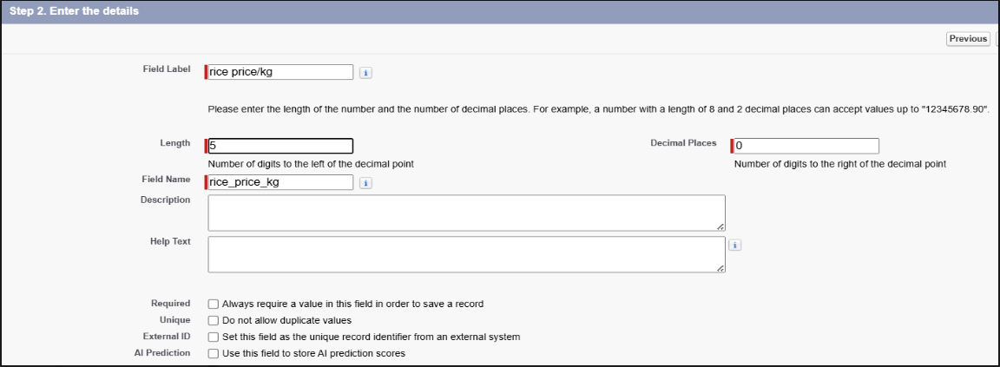 Step 2. Enter the details
Previous
Field Label rice price/kg i
Please enter the length of the number and the number of decimal places. For example, a number with a length of 8 and 2 decimal places can accept values up to "12345678.90".
Length 5 Decimal Places 0
Number of digits to the left of the decimal point Number of digits to the right of the decimal point
Field Name rice_price_kg i
Description
Help Text i
Required Always require a value in this field in order to save a record
Unique Do not allow duplicate values
External ID Set this field as the unique record identifier from an external system
AI Prediction Use this field to store AI prediction scores